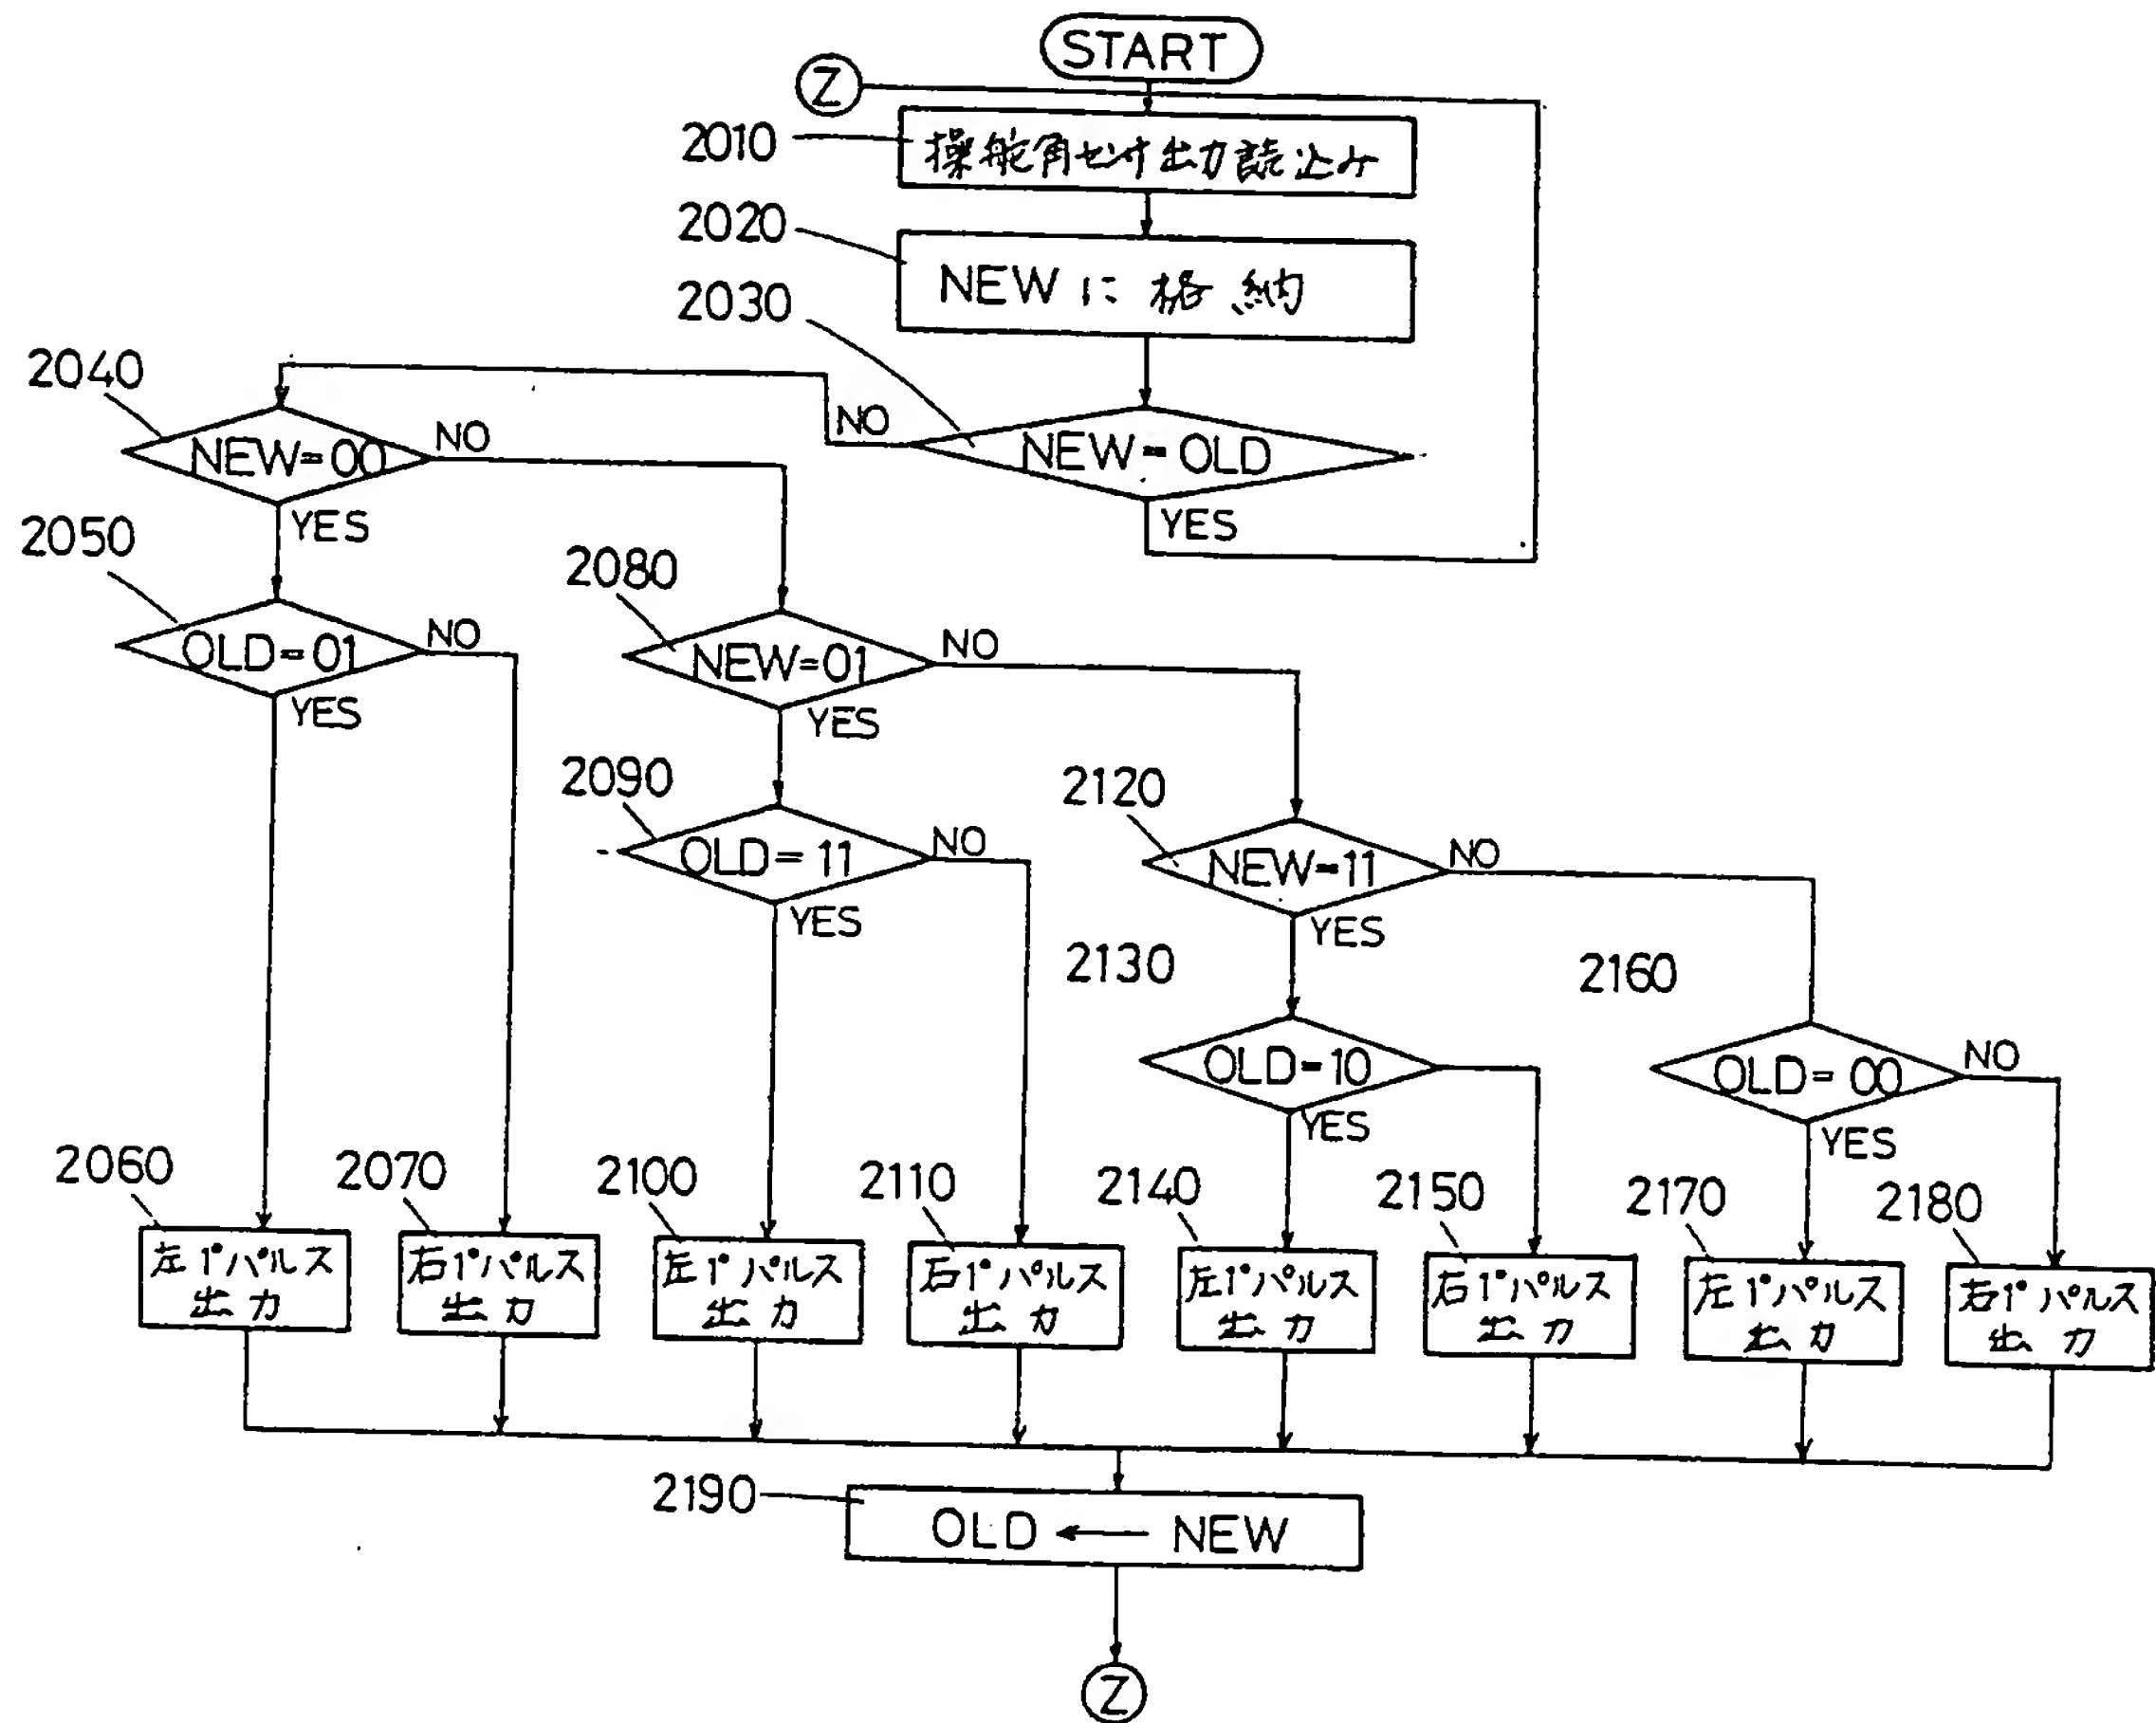 START
Z
2010
操舵角センサ出力読込み
2020
NEWに格納
2030
NEW=OLD
NO
YES
2040
NEW=00
NO
YES
2050
OLD=01
NO
YES
2080
NEW=01
NO
YES
2090
OLD=11
NO
YES
2120
NEW=11
NO
YES
2130
OLD=10
YES
2160
OLD=00
NO
YES
2060
左1°パルス
出力
2070
右1°パルス
出力
2100
左1°パルス
出力
2110
右1°パルス
出力
2140
左1°パルス
出力
2150
右1°パルス
出力
2170
左1°パルス
出力
2180
右1°パルス
出力
2190
OLD ← NEW
Z